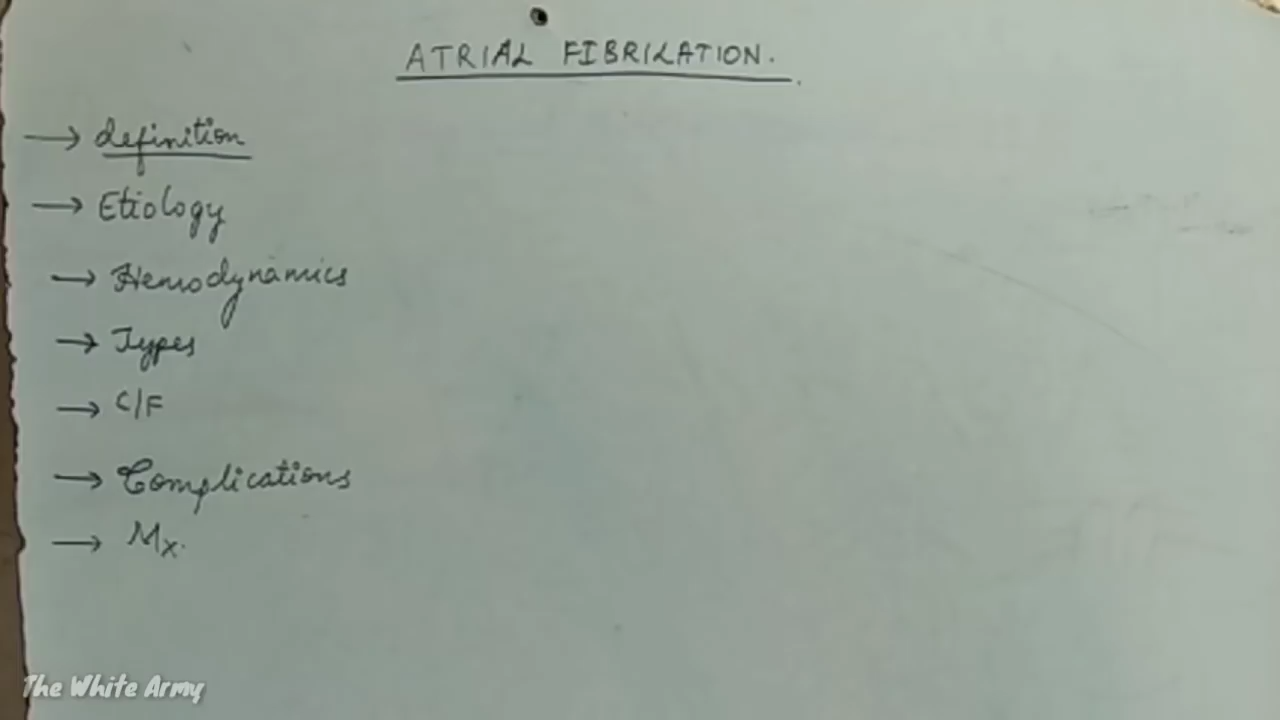 ATRIAL FIBRILATION.
→ definition
→ Etiology
→ Hemodynamics
→ Types
→ C/F
→ Complications
→ Mx.
The White Army